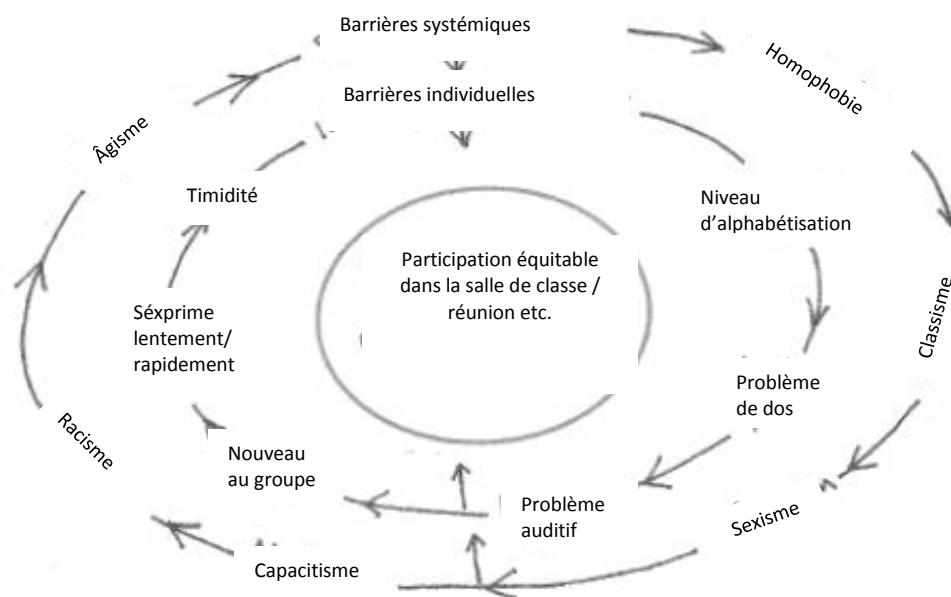 Barrières systémiques
Homophobie
Barrières individuelles
Âgisme
Timidité
Niveau
d'alphabétisation
Participation équitable
dans la salle de classe /
réunion etc.
Séxprime
lentement/
rapidement
Classisme
Problème
de dos
Racisme
Nouveau
au groupe
Problème
auditif
Sexisme
Capacitisme